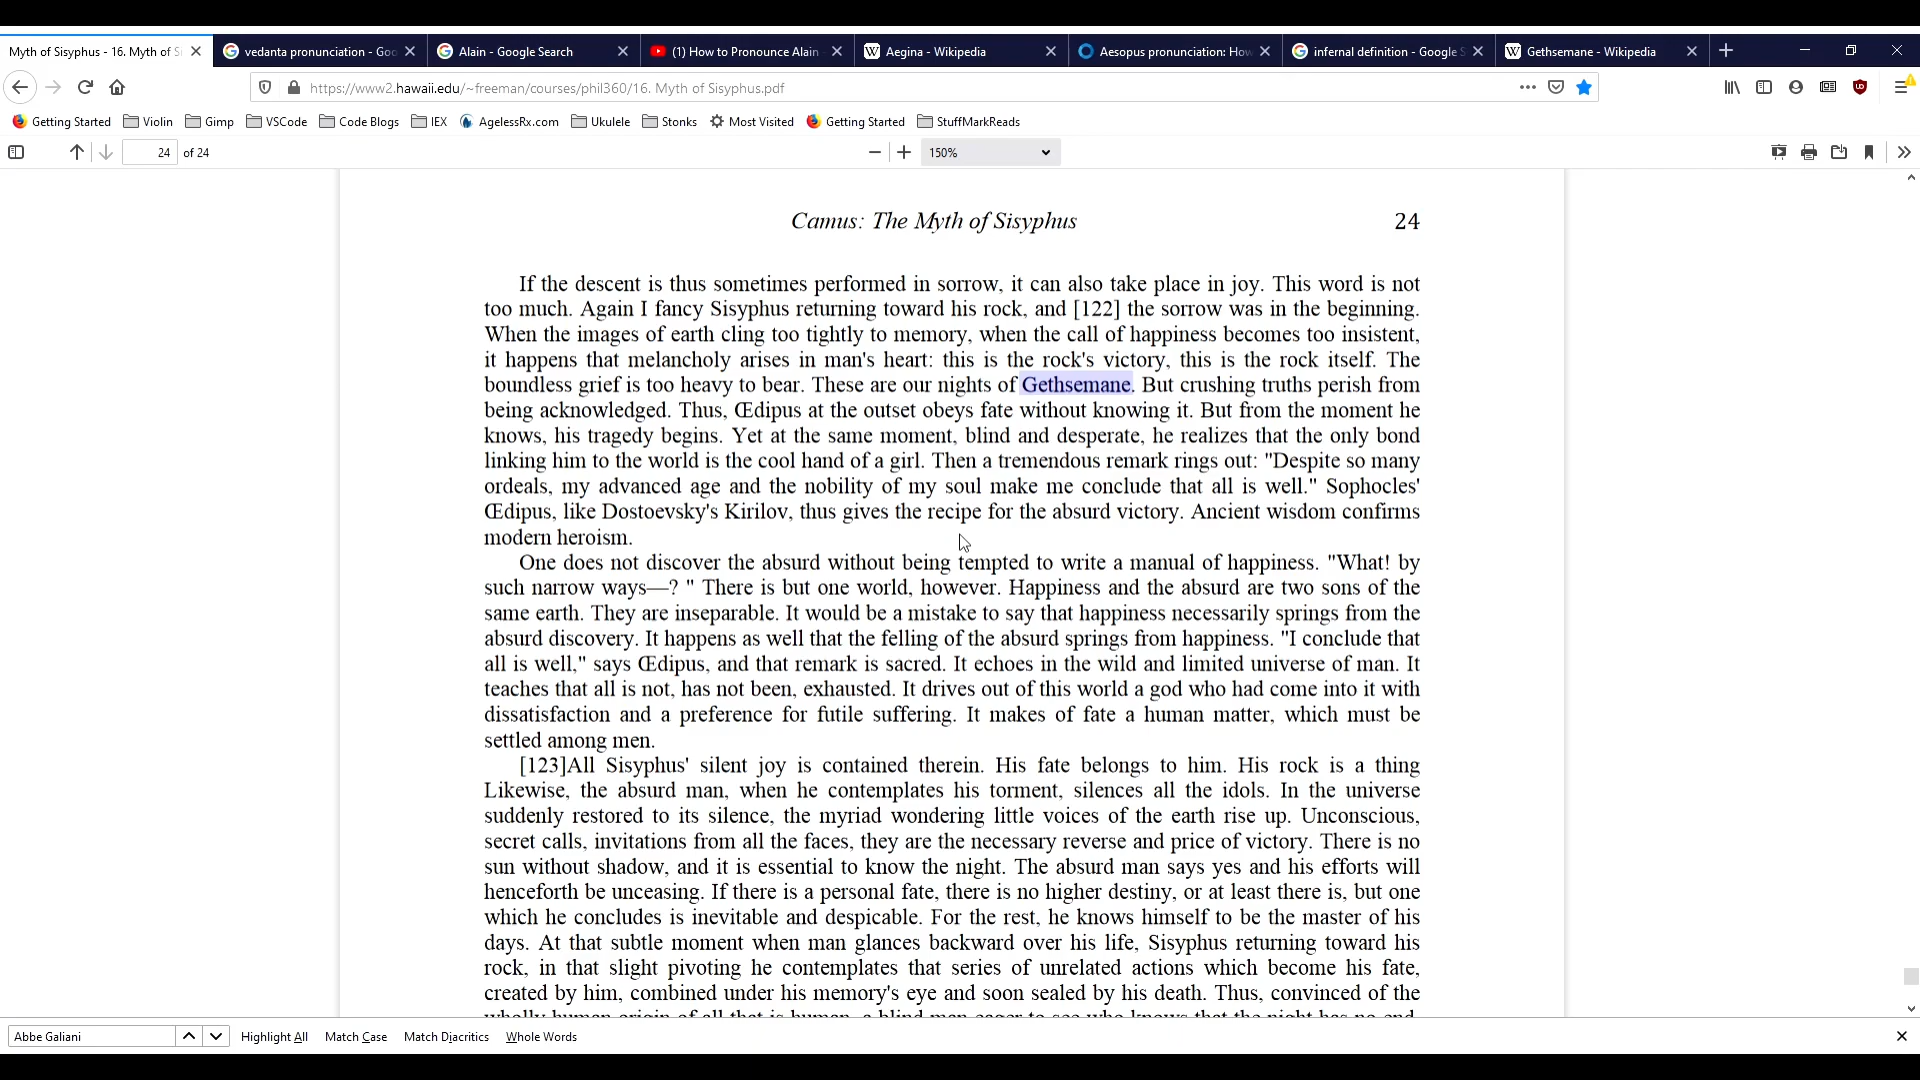 Myth of Sisyphus - 16. Myth of S
vedanta pronunciation - Goo
Alain - Google Search
(1) How to Pronounce Alain
Aegina - Wikipedia
Aesopus pronunciation: How
infernal definition - Google S
Gethsemane - Wikipedia
https://www2.hawaii.edu/~freeman/courses/phil360/16. Myth of Sisyphus.pdf
Getting Started
Violin
Gimp
VSCode
Code Blogs
IEX
AgelessRx.com
Ukulele
Stonks
Most Visited
Getting Started
StuffMarkReads
24 of 24
150%
Camus: The Myth of Sisyphus 24
If the descent is thus sometimes performed in sorrow, it can also take place in joy. This word is not
too much. Again I fancy Sisyphus returning toward his rock, and [122] the sorrow was in the beginning.
When the images of earth cling too tightly to memory, when the call of happiness becomes too insistent,
it happens that melancholy arises in man's heart: this is the rock's victory, this is the rock itself. The
boundless grief is too heavy to bear. These are our nights of Gethsemane. But crushing truths perish from
being acknowledged. Thus, Œdipus at the outset obeys fate without knowing it. But from the moment he
knows, his tragedy begins. Yet at the same moment, blind and desperate, he realizes that the only bond
linking him to the world is the cool hand of a girl. Then a tremendous remark rings out: "Despite so many
ordeals, my advanced age and the nobility of my soul make me conclude that all is well." Sophocles'
Œdipus, like Dostoevsky's Kirilov, thus gives the recipe for the absurd victory. Ancient wisdom confirms
modern heroism.
One does not discover the absurd without being tempted to write a manual of happiness. "What! by
such narrow ways—? " There is but one world, however. Happiness and the absurd are two sons of the
same earth. They are inseparable. It would be a mistake to say that happiness necessarily springs from the
absurd discovery. It happens as well that the felling of the absurd springs from happiness. "I conclude that
all is well," says Œdipus, and that remark is sacred. It echoes in the wild and limited universe of man. It
teaches that all is not, has not been, exhausted. It drives out of this world a god who had come into it with
dissatisfaction and a preference for futile suffering. It makes of fate a human matter, which must be
settled among men.
[123]All Sisyphus' silent joy is contained therein. His fate belongs to him. His rock is a thing
Likewise, the absurd man, when he contemplates his torment, silences all the idols. In the universe
suddenly restored to its silence, the myriad wondering little voices of the earth rise up. Unconscious,
secret calls, invitations from all the faces, they are the necessary reverse and price of victory. There is no
sun without shadow, and it is essential to know the night. The absurd man says yes and his efforts will
henceforth be unceasing. If there is a personal fate, there is no higher destiny, or at least there is, but one
which he concludes is inevitable and despicable. For the rest, he knows himself to be the master of his
days. At that subtle moment when man glances backward over his life, Sisyphus returning toward his
rock, in that slight pivoting he contemplates that series of unrelated actions which become his fate,
created by him, combined under his memory's eye and soon sealed by his death. Thus, convinced of the
wholly human origin of all that is human, a blind man eager to see who knows that the night has no end,
Abbe Galiani
Highlight All
Match Case
Match Diacritics
Whole Words